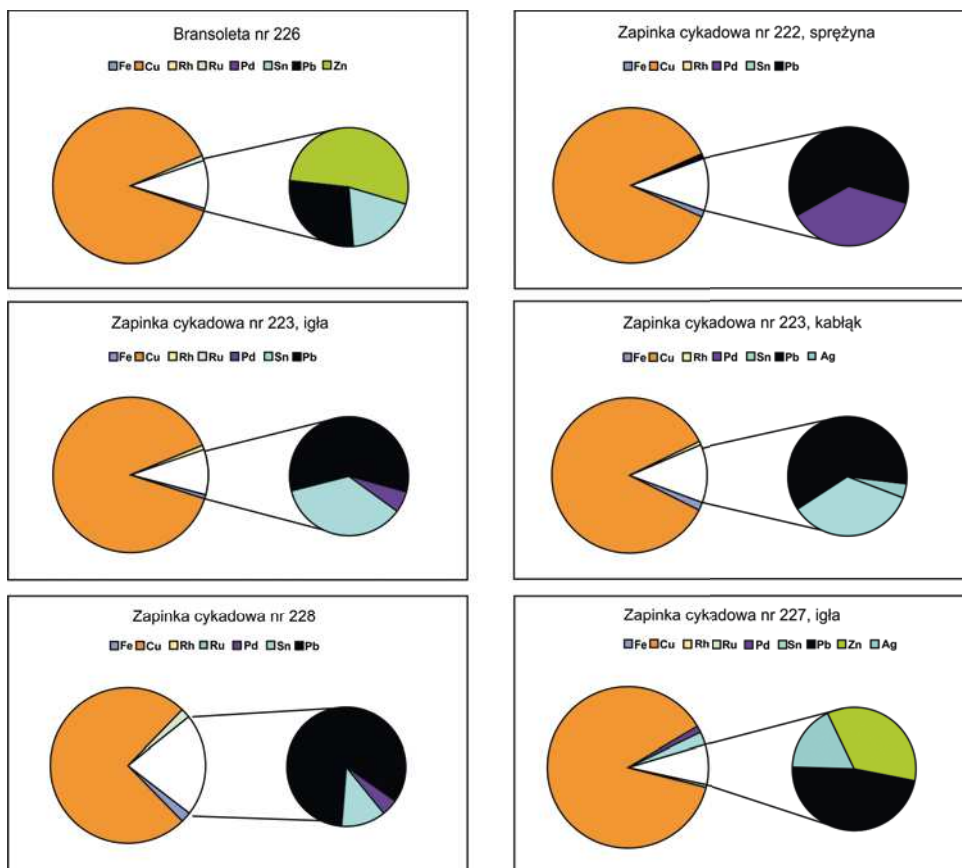 Bransoleta nr 226
Fe Cu Rh Ru Pd Sn Pb Zn
Zapinka cykadowa nr 222, sprężyna
Fe Cu Rh Pd Sn Pb
Zapinka cykadowa nr 223, igła
Fe Cu Rh Ru Pd Sn Pb
Zapinka cykadowa nr 223, kabłąk
Fe Cu Rh Pd Sn Pb Ag
Zapinka cykadowa nr 228
Fe Cu Rh Ru Pd Sn Pb
Zapinka cykadowa nr 227, igła
Fe Cu Rh Ru Pd Sn Pb Zn Ag